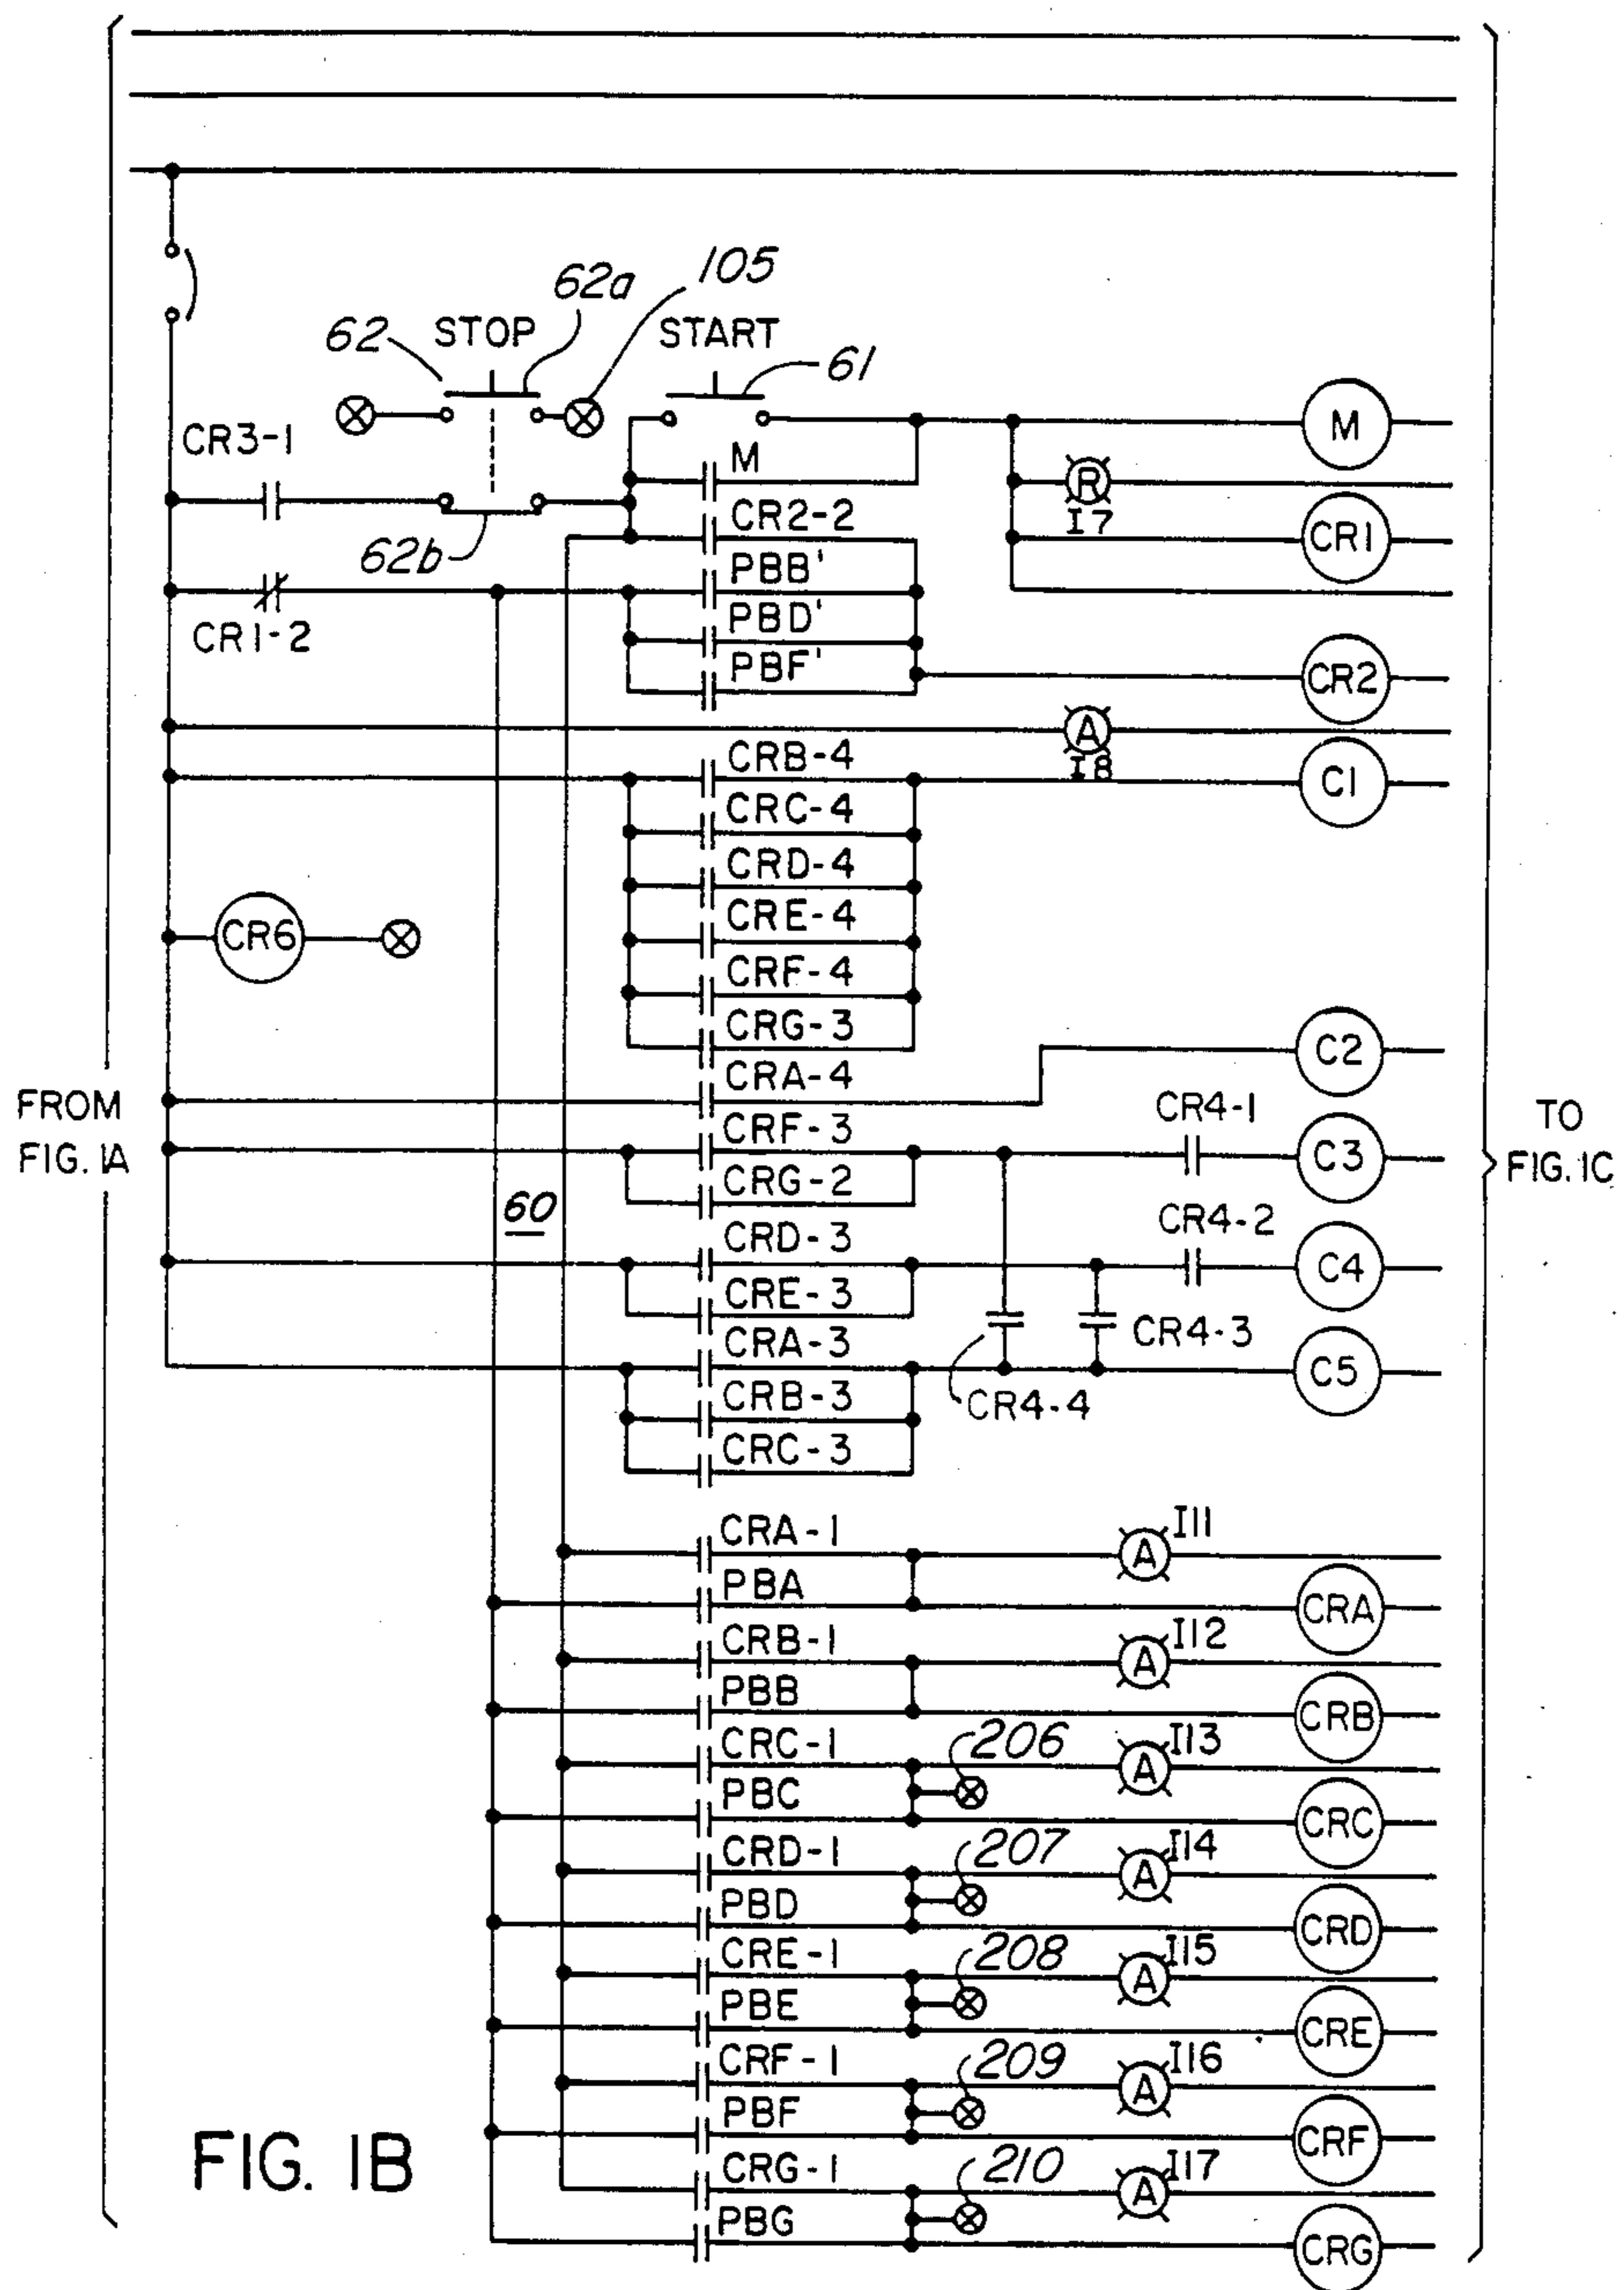 105
62a
62 STOP START
61
M
CR3-1
M
R
I7
CR2-2
CR1
62b
PBB'
CR1-2
PBD'
PBF'
CR2
A
I8
CRB-4
C1
CRC-4
CRD-4
CRE-4
CR6
CRF-4
CRG-3
C2
CRA-4
FROM
FIG. 1A
TO
FIG. 1C
CR4-1
CRF-3
C3
CRG-2
60
CR4-2
CRD-3
C4
CRE-3
CR4-3
CRA-3
C5
CRB-3
CR4-4
CRC-3
CRA-1
I11
A
PBA
CRA
CRB-1
I12
A
PBB
CRB
CRC-1
206
I13
A
PBC
CRC
CRD-1
207
I14
A
PBD
CRD
CRE-1
208
I15
A
PBE
CRE
CRF-1
209
I16
A
PBF
CRF
CRG-1
210
I17
A
PBG
CRG
FIG. 1B